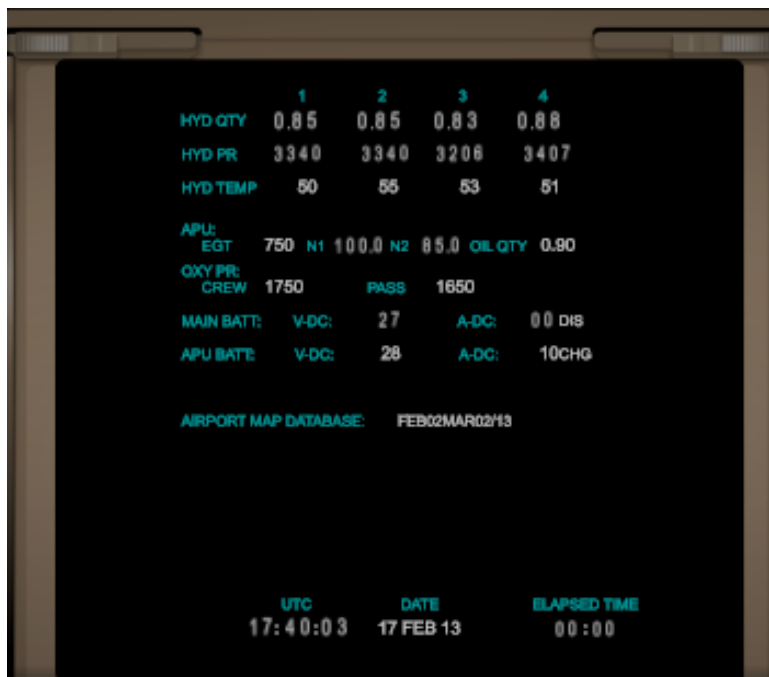 1 2 3 4
HYD QTY 0.85 0.85 0.83 0.88
HYD PR 3340 3340 3206 3407
HYD TEMP 50 55 53 51
APU:
EGT 750 N1 100.0 N2 85.0 OIL QTY 0.90
OXY PR:
CREW 1750 PASS 1650
MAIN BATT: V-DC: 27 A-DC: 00 DIS
APU BATT: V-DC: 28 A-DC: 10CHG
AIRPORT MAP DATABASE: FEB02MAR02/13
UTC DATE ELAPSED TIME
17:40:03 17 FEB 13 00:00